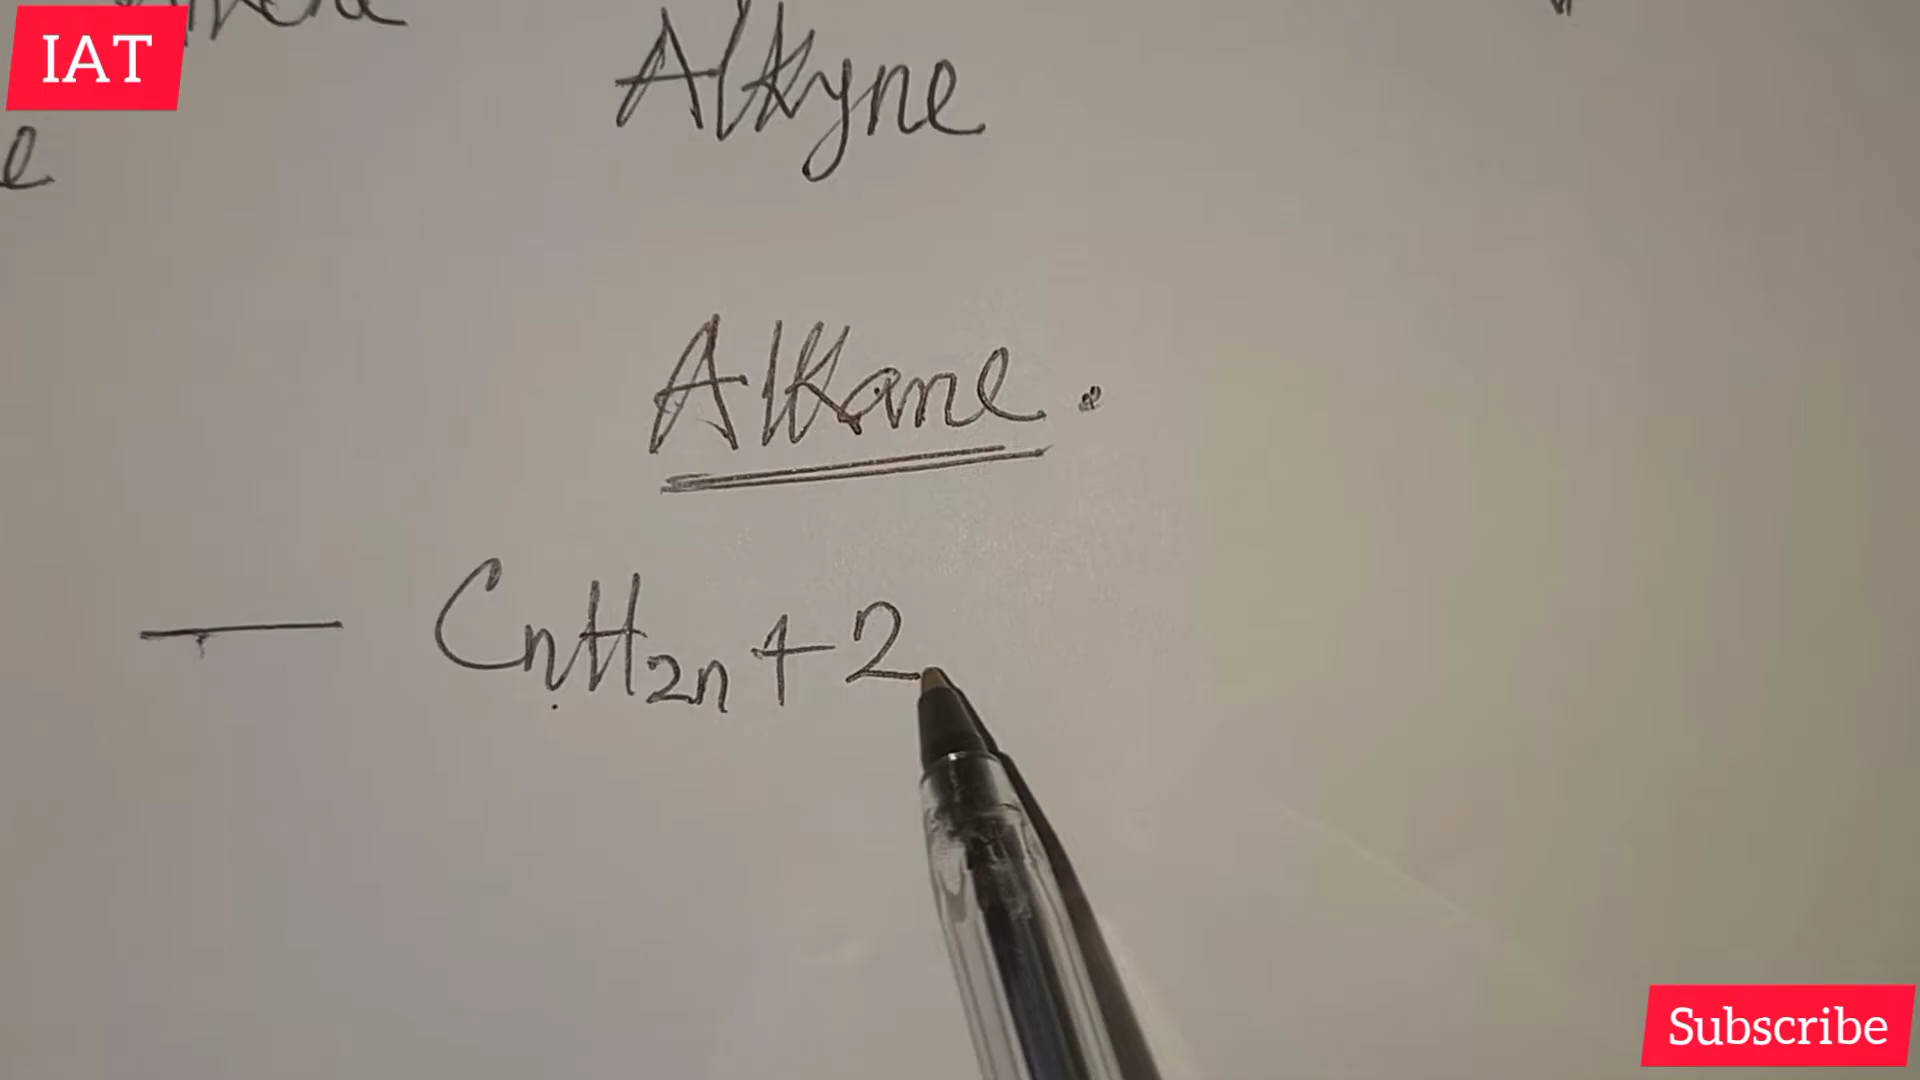 IAT
Alkyne
Alkane.
— CnH2n+2
Subscribe